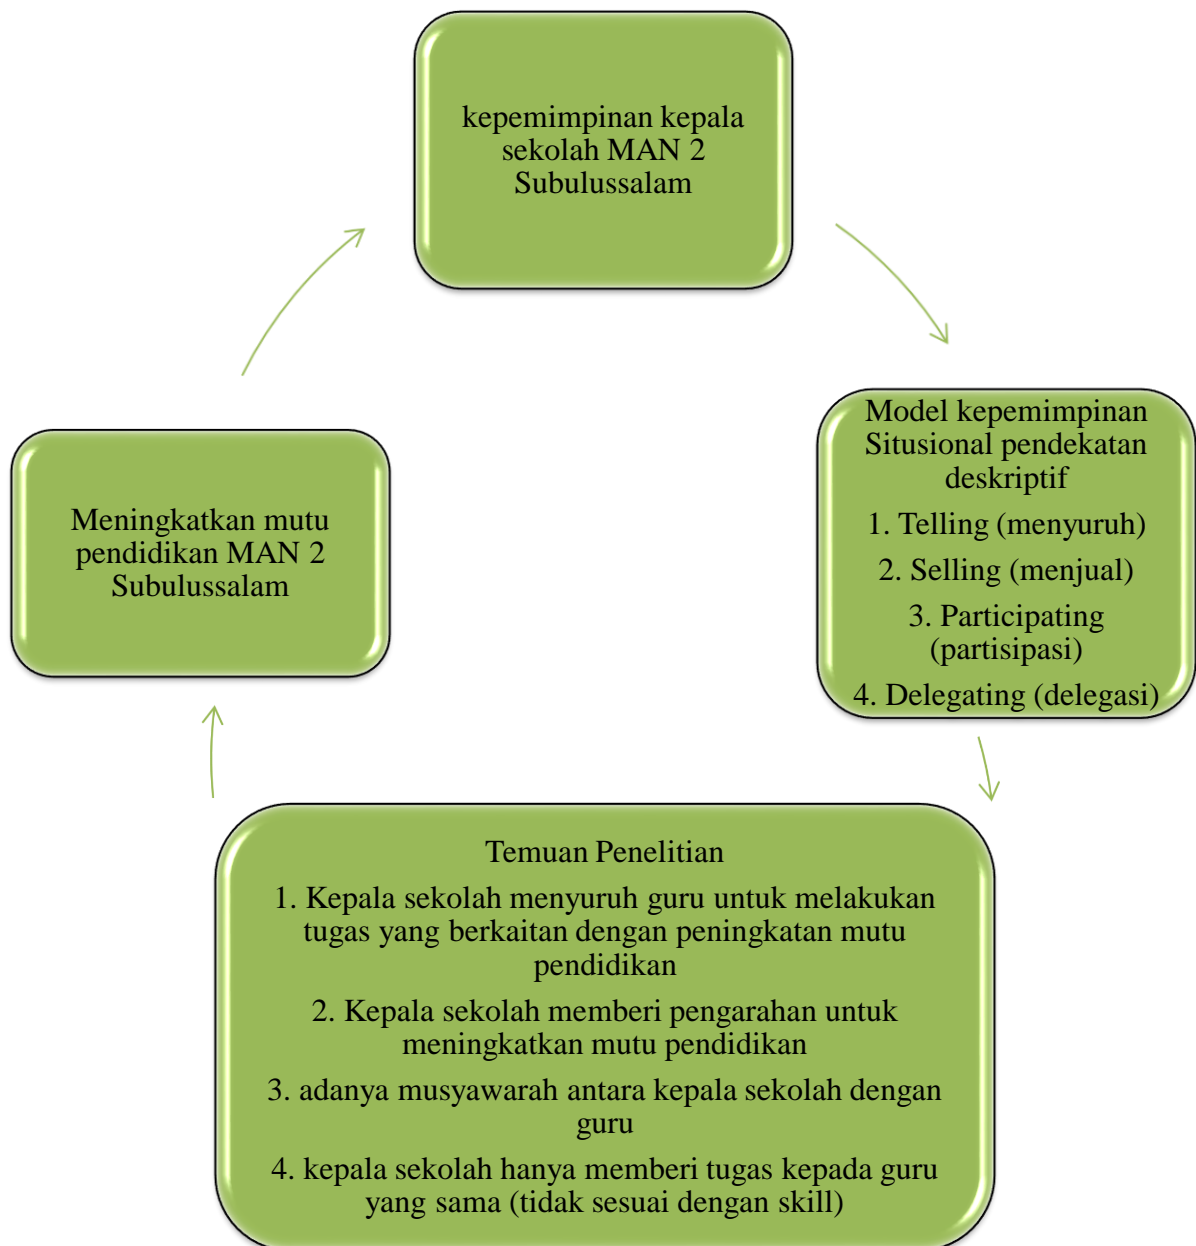 kepemimpinan kepala
sekolah MAN 2
Subulussalam
Model kepemimpinan
Situsional pendekatan
deskriptif
1. Telling (menyuruh)
2. Selling (menjual)
3. Participating
(partisipasi)
4. Delegating (delegasi)
Temuan Penelitian
1. Kepala sekolah menyuruh guru untuk melakukan
tugas yang berkaitan dengan peningkatan mutu
pendidikan
2. Kepala sekolah memberi pengarahan untuk
meningkatkan mutu pendidikan
3. adanya musyawarah antara kepala sekolah dengan
guru
4. kepala sekolah hanya memberi tugas kepada guru
yang sama (tidak sesuai dengan skill)
Meningkatkan mutu
pendidikan MAN 2
Subulussalam